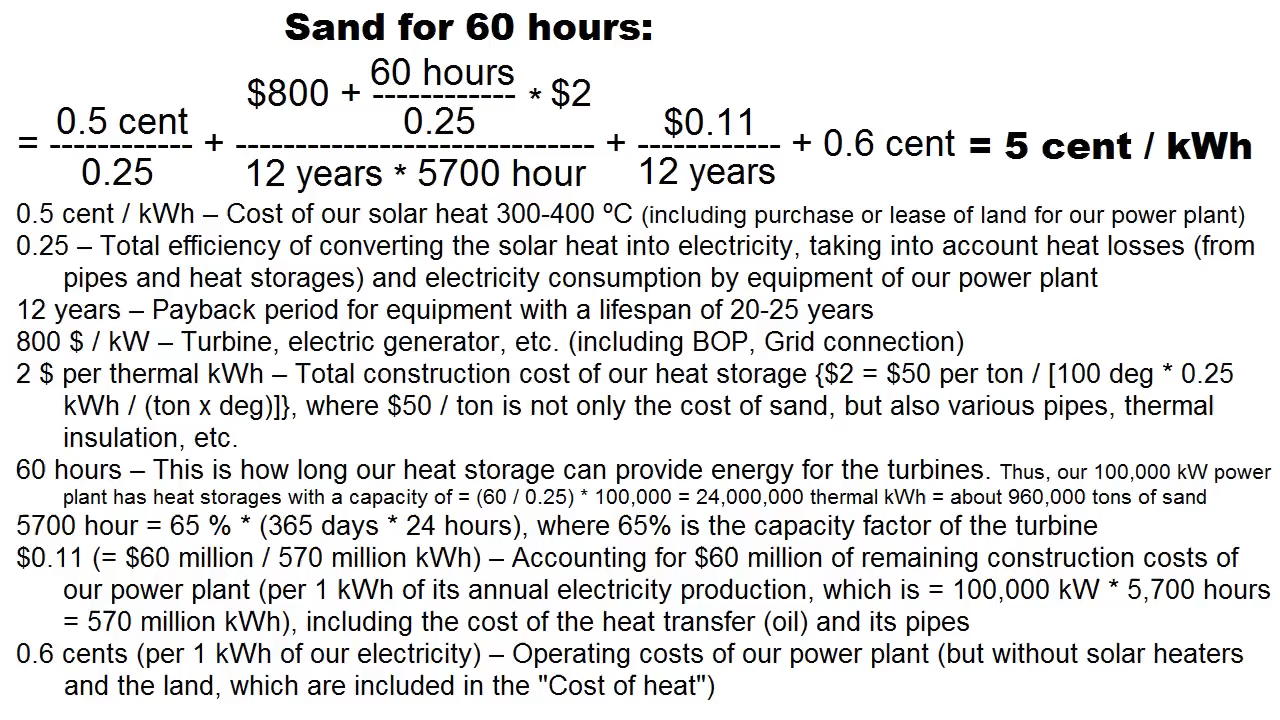 Sand for 60 hours:
= 0.5 cent ------------ 0.25 + $800 + 60 hours ------------ 0.25 * $2 ------------------------------ 12 years * 5700 hour + $0.11 ------------ 12 years + 0.6 cent = 5 cent / kWh
0.5 cent / kWh – Cost of our solar heat 300-400 ºC (including purchase or lease of land for our power plant)
0.25 – Total efficiency of converting the solar heat into electricity, taking into account heat losses (from
pipes and heat storages) and electricity consumption by equipment of our power plant
12 years – Payback period for equipment with a lifespan of 20-25 years
800 $ / kW – Turbine, electric generator, etc. (including BOP, Grid connection)
2 $ per thermal kWh – Total construction cost of our heat storage {$2 = $50 per ton / [100 deg * 0.25
kWh / (ton x deg)]}, where $50 / ton is not only the cost of sand, but also various pipes, thermal
insulation, etc.
60 hours – This is how long our heat storage can provide energy for the turbines. Thus, our 100,000 kW power
plant has heat storages with a capacity of = (60 / 0.25) * 100,000 = 24,000,000 thermal kWh = about 960,000 tons of sand
5700 hour = 65 % * (365 days * 24 hours), where 65% is the capacity factor of the turbine
$0.11 (= $60 million / 570 million kWh) – Accounting for $60 million of remaining construction costs of
our power plant (per 1 kWh of its annual electricity production, which is = 100,000 kW * 5,700 hours
= 570 million kWh), including the cost of the heat transfer (oil) and its pipes
0.6 cents (per 1 kWh of our electricity) – Operating costs of our power plant (but without solar heaters
and the land, which are included in the "Cost of heat")